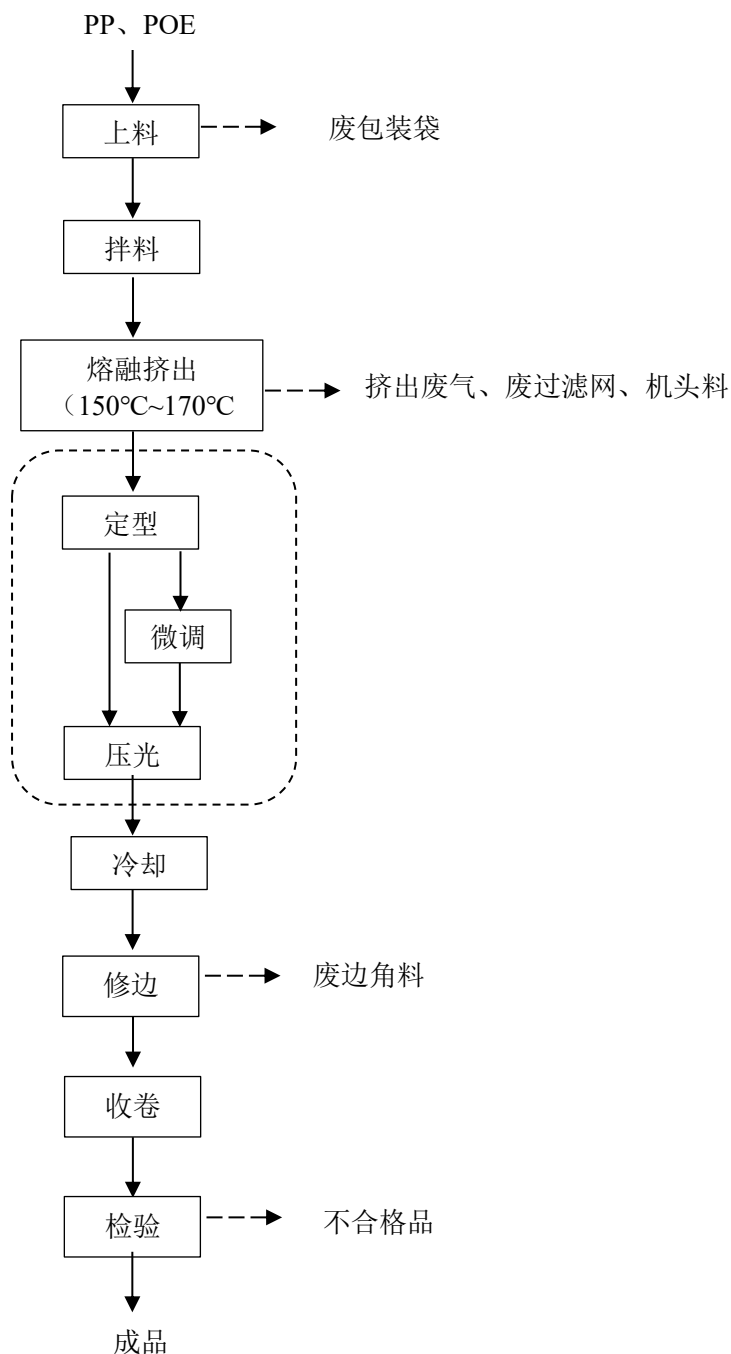 PP、POE
上料
废包装袋
拌料
熔融挤出
（150℃~170℃
挤出废气、废过滤网、机头料
定型
微调
压光
冷却
修边
废边角料
收卷
检验
不合格品
成品